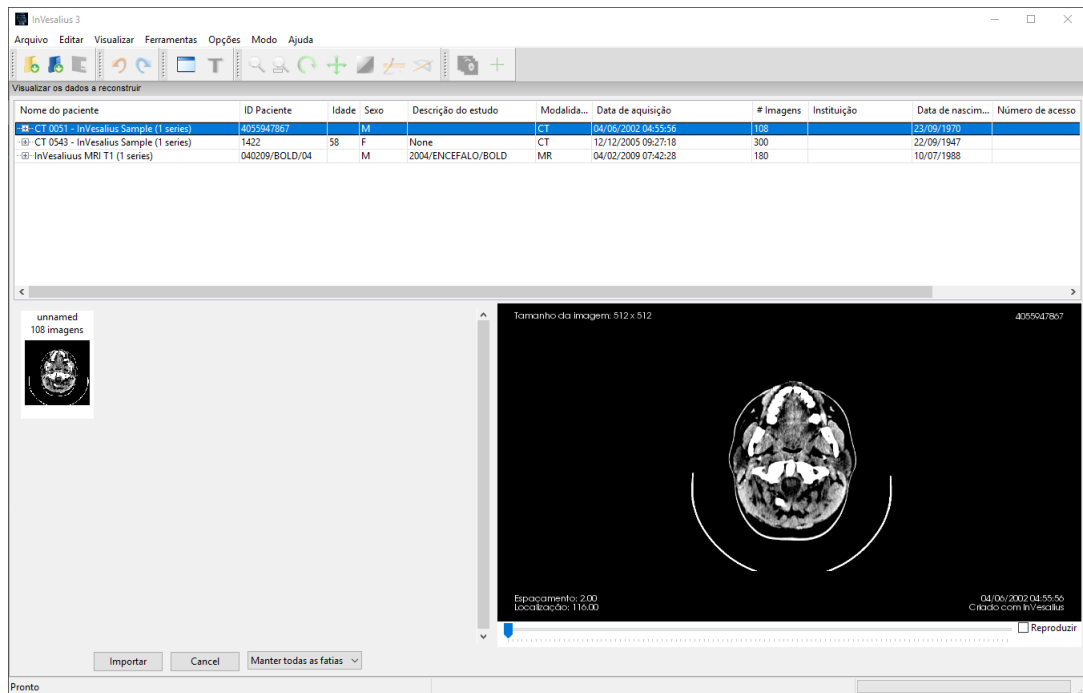 InVesalius 3
Arquivo Editar Visualizar Ferramentas Opções Modo Ajuda
Visualizar os dados a reconstruir
Nome do paciente ID Paciente Idade Sexo Descrição do estudo Modalida... Data de aquisição # Imagens Instituição Data de nascim... Número de acesso
CT 0051 - InVesalius Sample (1 series) 4055947867 M CT 04/06/2002 04:55:56 108 23/09/1970
CT 0543 - InVesalius Sample (1 series) 1422 58 F None CT 12/12/2005 09:27:18 300 22/09/1947
InVesaliuus MRI T1 (1 series) 040209/BOLD/04 M 2004/ENCEFALO/BOLD MR 04/02/2009 07:42:28 180 10/07/1988
unnamed
108 imagens
Tamanho da imagem: 512 x 512 4055947867
Espaçamento: 2.00 04/06/2002 04:55:56
Localização: 116.00 Criado com InVesalius
Reproduzir
Importar Cancel Manter todas as fatias
Pronto